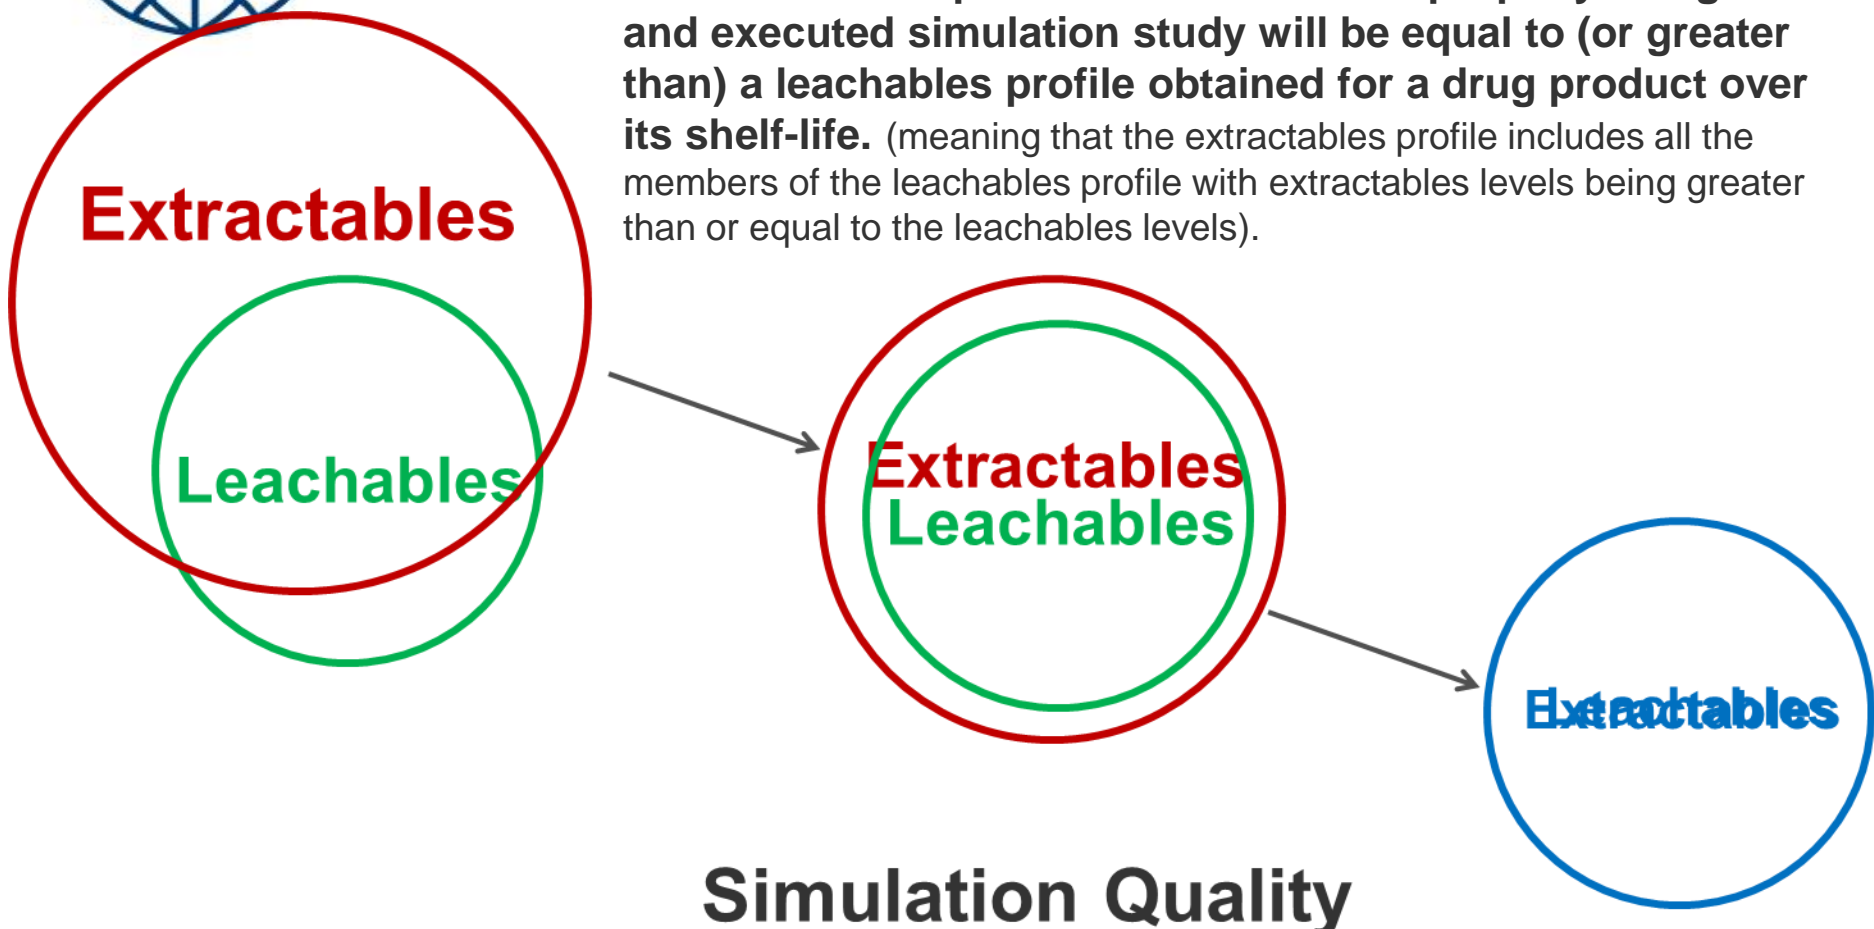 and executed simulation study will be equal to (or greater
than) a leachables profile obtained for a drug product over
its shelf-life. (meaning that the extractables profile includes all the
members of the leachables profile with extractables levels being greater
than or equal to the leachables levels).
Extractables
Leachables
Extractables
Leachables
Extractables
Leachables
Simulation Quality